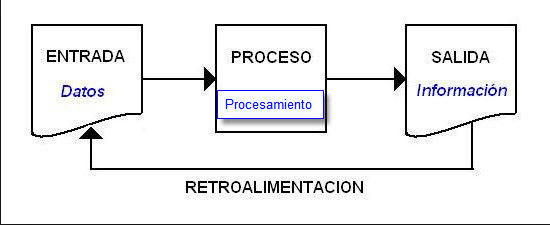 ENTRADA
Datos
PROCESO
Procesamiento
SALIDA
Información
RETROALIMENTACION